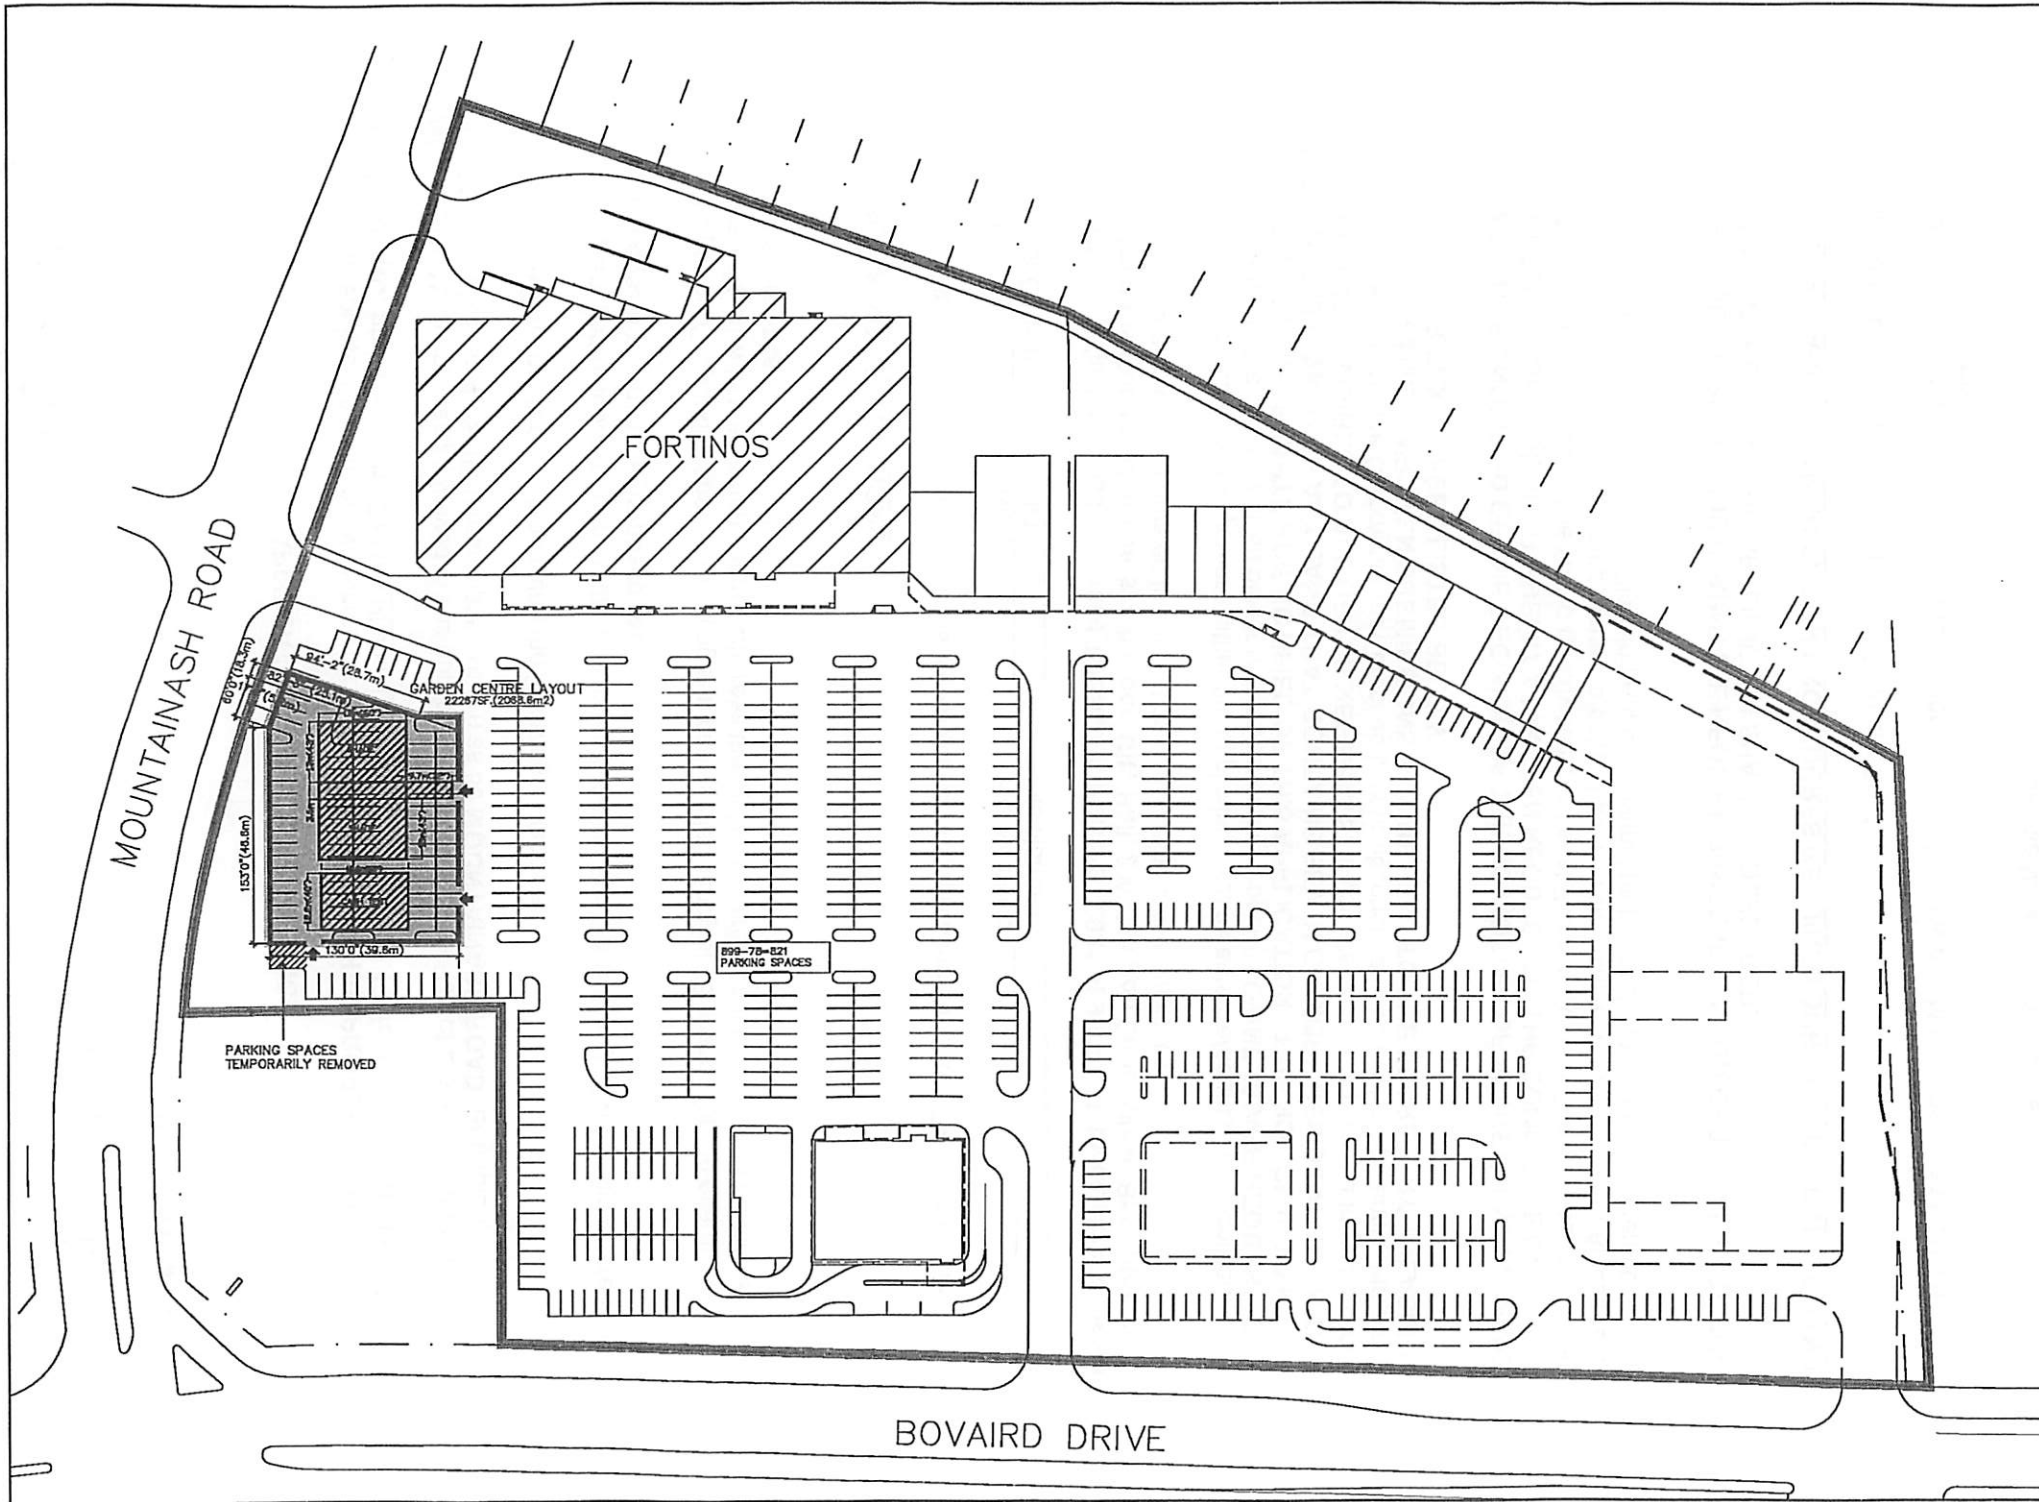 FORTINOS
MOUNTAINASH ROAD
60'0"(18.3m)
94'-2"(28.7m)
GARDEN CENTRE LAYOUT
22267SF.(2068.6m2)
153'0"(46.6m)
130'0"(39.6m)
899-78=821
PARKING SPACES
PARKING SPACES
TEMPORARILY REMOVED
BOVAIRD DRIVE